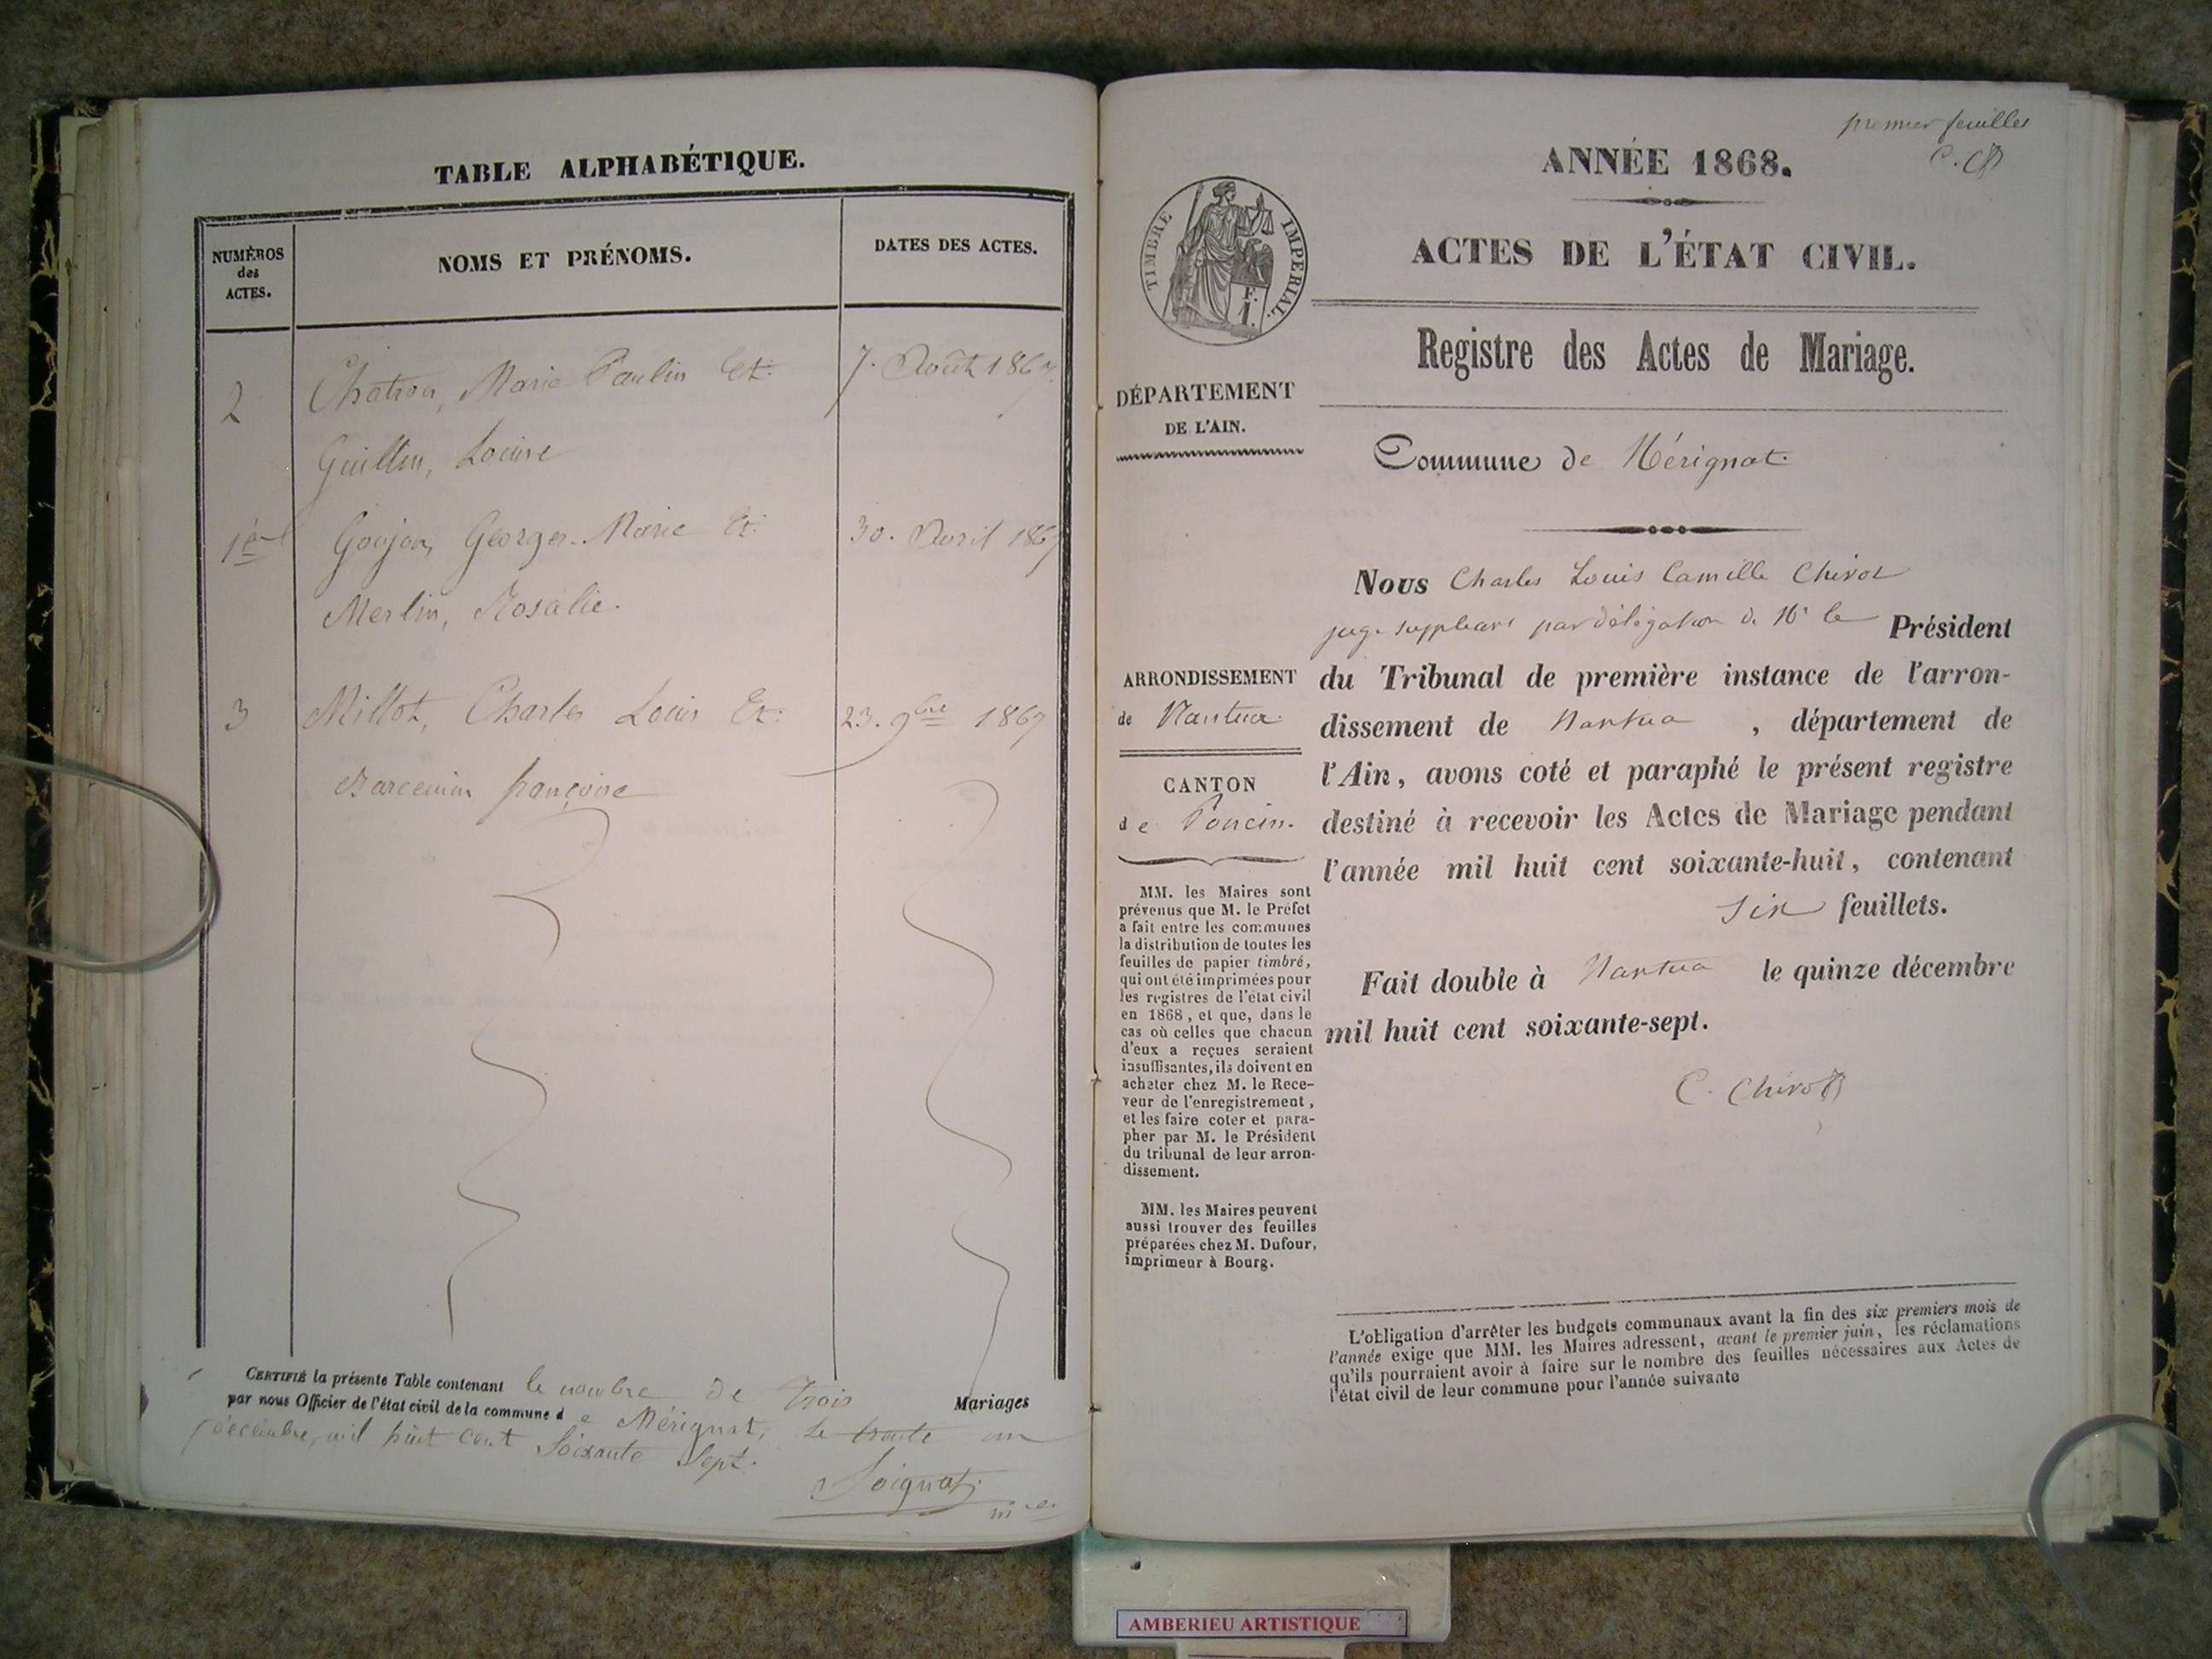 TABLE ALPHABÉTIQUE.
NUMÉROS
des
ACTES.
NOMS ET PRÉNOMS.
DATES DES ACTES.
2 Chatron, Marie Paulin Et: 7. Août 1867.
Guillin, Louise
1er Goujon, Georges-Marie Et: 30. Avril 1867
Merlin, Rosalie.
3 Millot, Charles Louis Et: 23. 9bre 1867
françoise
CERTIFIÉ la présente Table contenant le nombre de trois Mariages
par nous Officier de l'état civil de la commune de Mérignat, le trente un
décembre, mil huit cent soixante sept.
Soignat
premier feuilles
ANNÉE 1868.
TIMBRE IMPÉRIAL.
F.
1.
ACTES DE L'ÉTAT CIVIL.
Registre des Actes de Mariage.
DÉPARTEMENT
DE L'AIN.
Commune de Mérignat
Nous Charles Louis Camille Chirot
juge suppléant par délégation de Mr le Président
du Tribunal de première instance de l'arron-
dissement de Nantua , département de
l'Ain, avons coté et paraphé le présent registre
destiné à recevoir les Actes de Mariage pendant
l'année mil huit cent soixante-huit, contenant
six feuillets.
Fait double à Nantua le quinze décembre
mil huit cent soixante-sept.
C. Chirot
ARRONDISSEMENT
de Nantua
CANTON
de Poncin.
MM. les Maires sont
prévenus que M. le Préfet
a fait entre les communes
la distribution de toutes les
feuilles de papier timbré,
qui ont été imprimées pour
les registres de l'état civil
en 1868, et que, dans le
cas où celles que chacun
d'eux a reçues seraient
insuffisantes, ils doivent en
acheter chez M. le Rece-
veur de l'enregistrement,
et les faire coter et para-
pher par M. le Président
du tribunal de leur arron-
dissement.
MM. les Maires peuvent
aussi trouver des feuilles
préparées chez M. Dufour,
imprimeur à Bourg.
L'obligation d'arrêter les budgets communaux avant la fin des six premiers mois de
l'année exige que MM. les Maires adressent, avant le premier juin, les réclamations
qu'ils pourraient avoir à faire sur le nombre des feuilles nécessaires aux Actes de
l'état civil de leur commune pour l'année suivante
AMBERIEU ARTISTIQUE